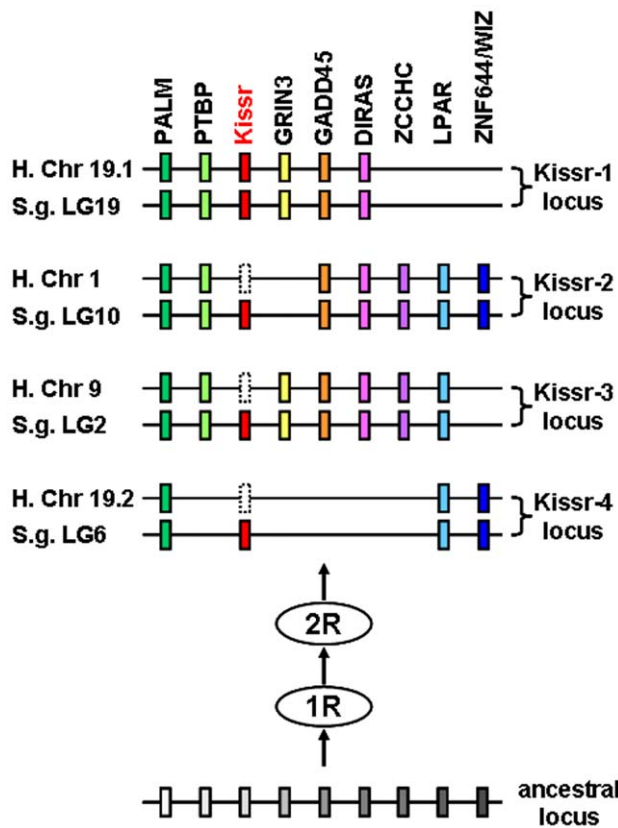 PALM
PTBP
Kissr
GRIN3
GADD45
DIRAS
ZCCHC
LPAR
ZNF644/WIZ
H. Chr 19.1
S.g. LG19
Kissr-1
locus
H. Chr 1
S.g. LG10
Kissr-2
locus
H. Chr 9
S.g. LG2
Kissr-3
locus
H. Chr 19.2
S.g. LG6
Kissr-4
locus
2R
1R
ancestral
locus